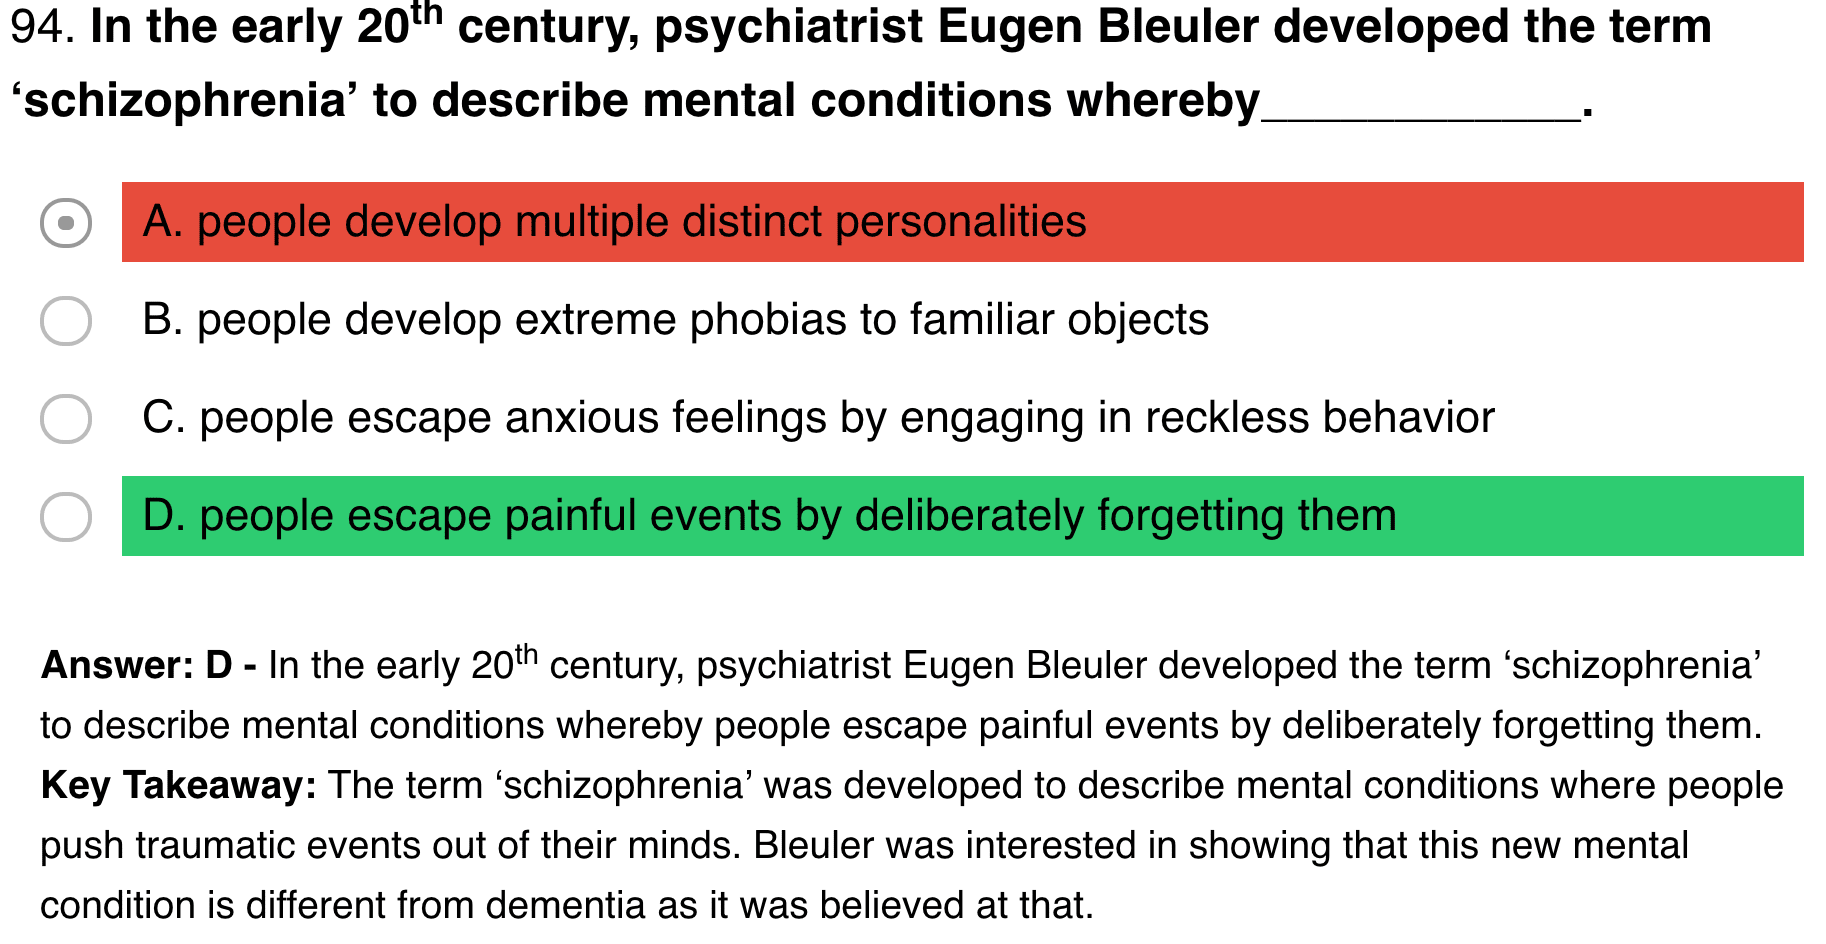 94. In the early 20th century, psychiatrist Eugen Bleuler developed the term
‘schizophrenia’ to describe mental conditions whereby____________.
A. people develop multiple distinct personalities
B. people develop extreme phobias to familiar objects
C. people escape anxious feelings by engaging in reckless behavior
D. people escape painful events by deliberately forgetting them
Answer: D - In the early 20th century, psychiatrist Eugen Bleuler developed the term ‘schizophrenia’
to describe mental conditions whereby people escape painful events by deliberately forgetting them.
Key Takeaway: The term ‘schizophrenia’ was developed to describe mental conditions where people
push traumatic events out of their minds. Bleuler was interested in showing that this new mental
condition is different from dementia as it was believed at that.